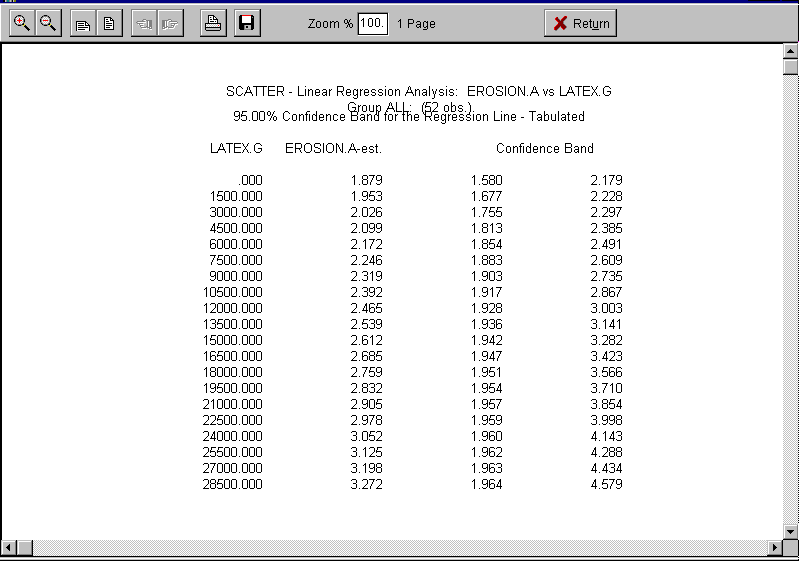 Zoom % 100. 1 Page Return
SCATTER - Linear Regression Analysis: EROSION.A vs LATEX.G
Group ALL: (52 obs.)
95.00% Confidence Band for the Regression Line - Tabulated
LATEX.G EROSION.A-est. Confidence Band
.000 1.879 1.580 2.179
1500.000 1.953 1.677 2.228
3000.000 2.026 1.755 2.297
4500.000 2.099 1.813 2.385
6000.000 2.172 1.854 2.491
7500.000 2.246 1.883 2.609
9000.000 2.319 1.903 2.735
10500.000 2.392 1.917 2.867
12000.000 2.465 1.928 3.003
13500.000 2.539 1.936 3.141
15000.000 2.612 1.942 3.282
16500.000 2.685 1.947 3.423
18000.000 2.759 1.951 3.566
19500.000 2.832 1.954 3.710
21000.000 2.905 1.957 3.854
22500.000 2.978 1.959 3.998
24000.000 3.052 1.960 4.143
25500.000 3.125 1.962 4.288
27000.000 3.198 1.963 4.434
28500.000 3.272 1.964 4.579